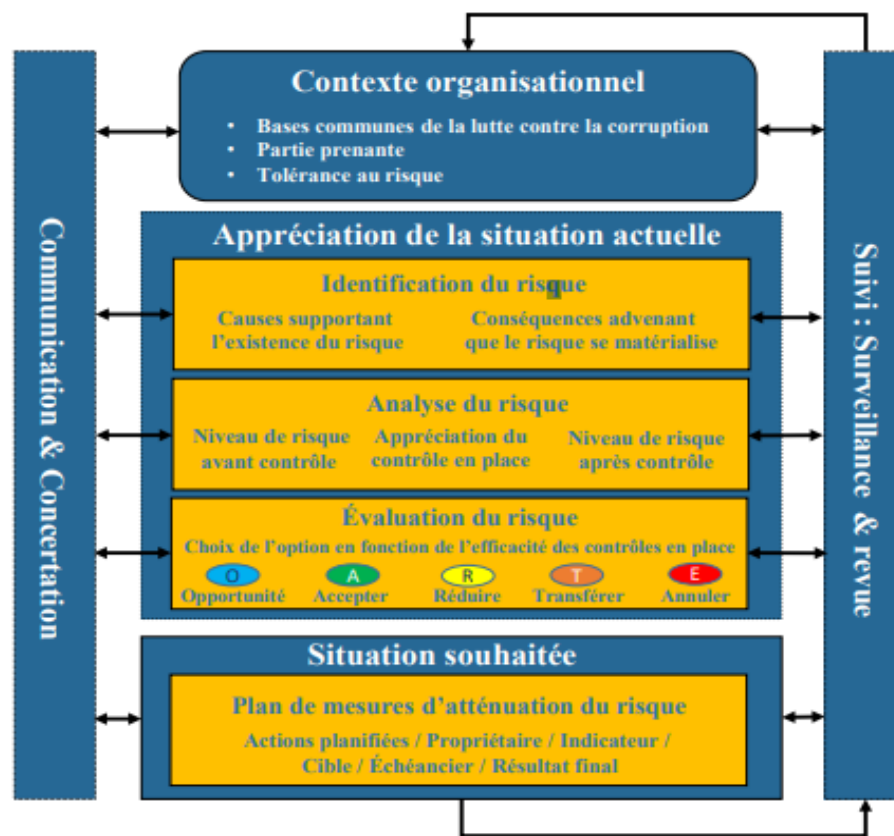 Contexte organisationnel
• Bases communes de la lutte contre la corruption
• Partie prenante
• Tolérance au risque
Communication & Concertation
Suivi : Surveillance & revue
Appréciation de la situation actuelle
Identification du risque
Causes supportant
l'existence du risque
Conséquences advenant
que le risque se matérialise
Analyse du risque
Niveau de risque
avant contrôle
Appréciation du
contrôle en place
Niveau de risque
après contrôle
Évaluation du risque
Choix de l'option en fonction de l'efficacité des contrôles en place
O A R T E
Opportunité Accepter Réduire Transférer Annuler
Situation souhaitée
Plan de mesures d'atténuation du risque
Actions planifiées / Propriétaire / Indicateur /
Cible / Échéancier / Résultat final